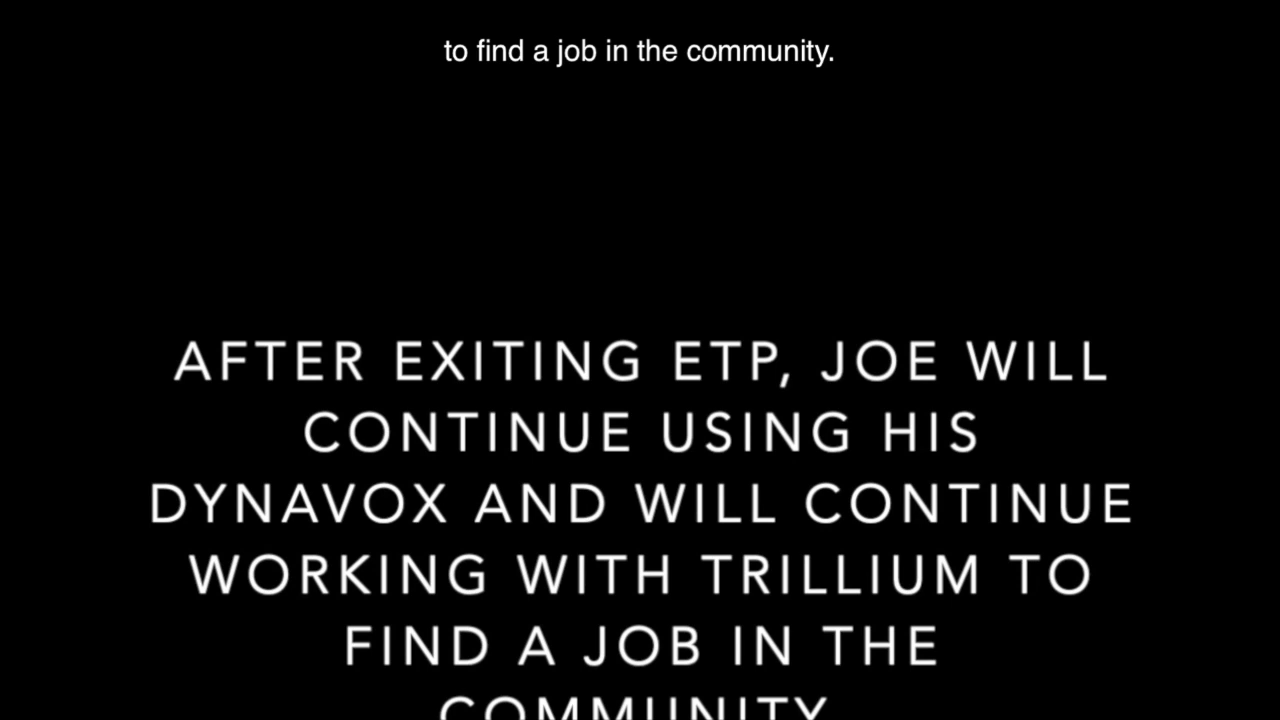 to find a job in the community.
AFTER EXITING ETP, JOE WILL
CONTINUE USING HIS
DYNAVOX AND WILL CONTINUE
WORKING WITH TRILLIUM TO
FIND A JOB IN THE
COMMUNITY.